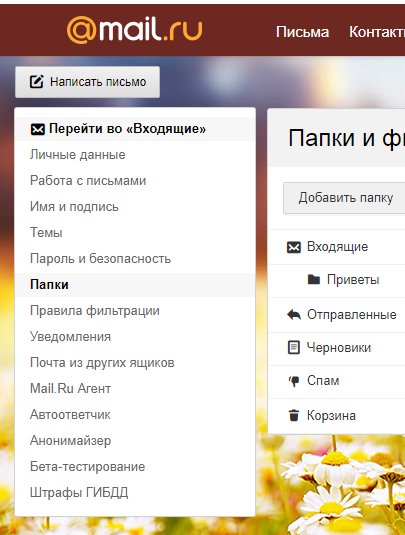 @mail.ru
Письма
Контакт
Написать письмо
Перейти во «Входящие»
Личные данные
Работа с письмами
Имя и подпись
Темы
Пароль и безопасность
Папки
Правила фильтрации
Уведомления
Почта из других ящиков
Mail.Ru Агент
Автоответчик
Анонимайзер
Бета-тестирование
Штрафы ГИБДД
Папки и ф
Добавить папку
Входящие
Приветы
Отправленные
Черновики
Спам
Корзина